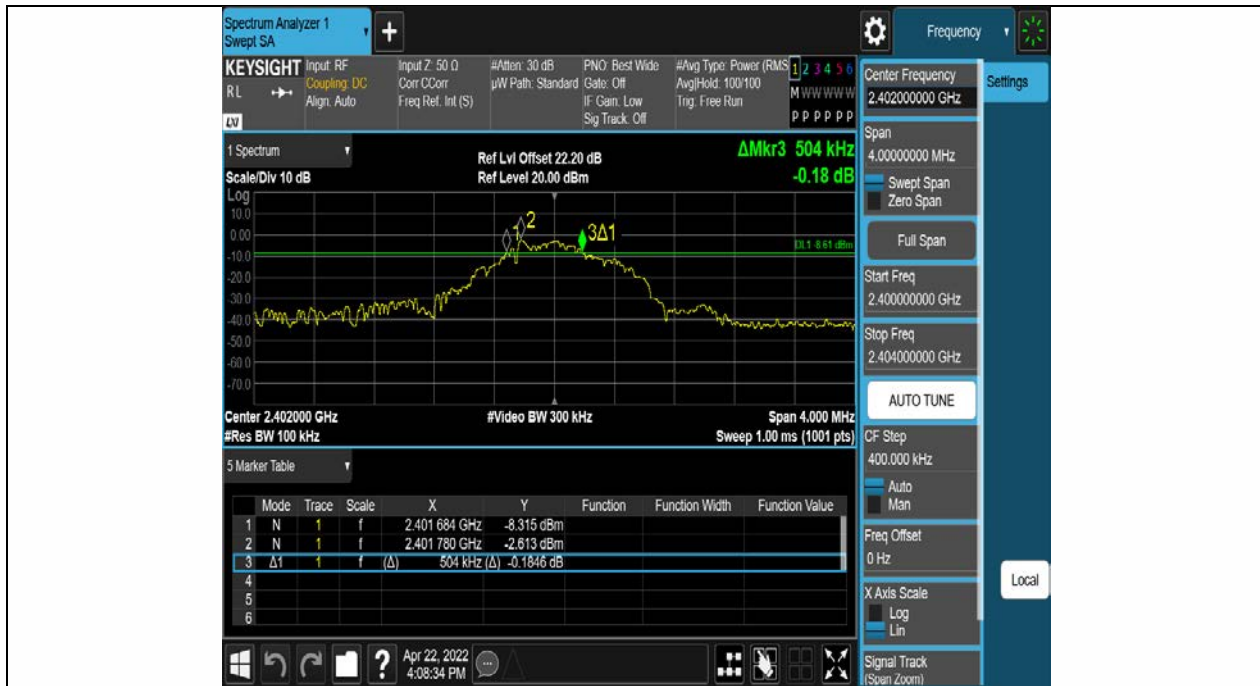 Spectrum Analyzer 1
Swept SA
+
Frequency
KEYSIGHT
RL
LXI
Input: RF
Coupling: DC
Align: Auto
Input Z: 50 Ω
Corr CCorr
Freq Ref: Int (S)
#Atten: 30 dB
µW Path: Standard
PNO: Best Wide
Gate: Off
IF Gain: Low
Sig Track: Off
#Avg Type: Power (RMS
Avg|Hold: 100/100
Trig: Free Run
1 2 3 4 5 6
M W W W W W
P P P P P P
1 Spectrum
Scale/Div 10 dB
Ref Lvl Offset 22.20 dB
Ref Level 20.00 dBm
ΔMkr3 504 kHz
-0.18 dB
Log
10.0
0.00
-10.0
-20.0
-30.0
-40.0
-50.0
-60.0
-70.0
1
2
3Δ1
DL1 -8.61 dBm
Center 2.402000 GHz
#Video BW 300 kHz
Span 4.000 MHz
#Res BW 100 kHz
Sweep 1.00 ms (1001 pts)
5 Marker Table
Mode Trace Scale X Y Function Function Width Function Value
1 N 1 f 2.401 684 GHz -8.315 dBm
2 N 1 f 2.401 780 GHz -2.613 dBm
3 Δ1 1 f (Δ) 504 kHz (Δ) -0.1846 dB
4
5
6
?
Apr 22, 2022
4:08:34 PM
Center Frequency
2.402000000 GHz
Settings
Span
4.00000000 MHz
Swept Span
Zero Span
Full Span
Start Freq
2.400000000 GHz
Stop Freq
2.404000000 GHz
AUTO TUNE
CF Step
400.000 kHz
Auto
Man
Freq Offset
0 Hz
X Axis Scale
Log
Lin
Local
Signal Track
(Span Zoom)